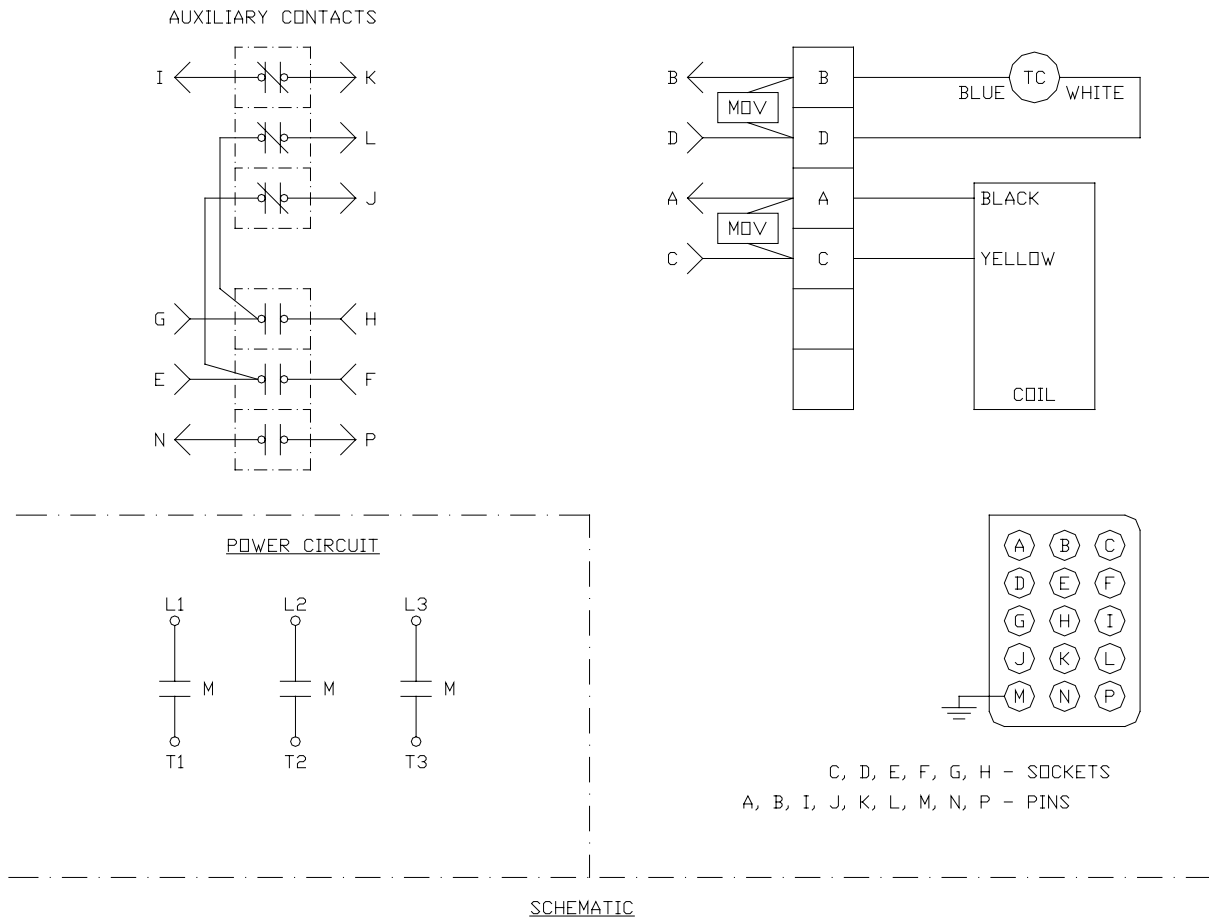 AUXILIARY CONTACTS
I K
L
J
G H
E F
N P
B B TC
BLUE WHITE
MOV
D D
A A BLACK
MOV
C C YELLOW
COIL
POWER CIRCUIT
L1 L2 L3
M M M
T1 T2 T3
A B C
D E F
G H I
J K L
M N P
C, D, E, F, G, H - SOCKETS
A, B, I, J, K, L, M, N, P - PINS
SCHEMATIC